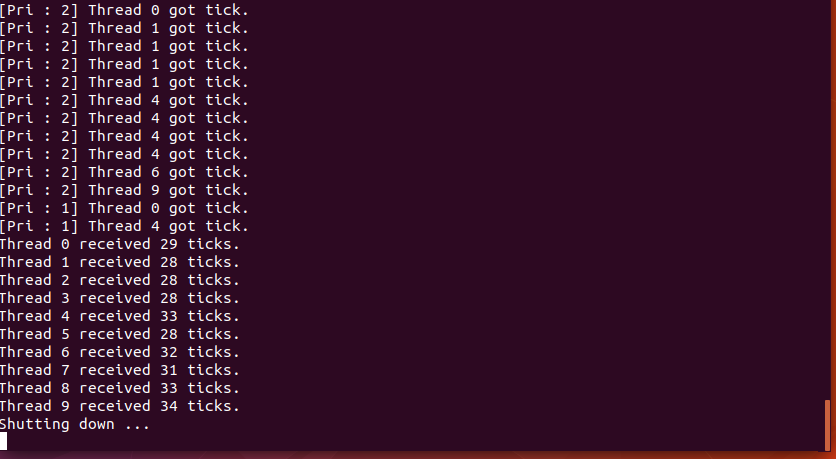 [Pri : 2] Thread 0 got tick.
[Pri : 2] Thread 1 got tick.
[Pri : 2] Thread 1 got tick.
[Pri : 2] Thread 1 got tick.
[Pri : 2] Thread 1 got tick.
[Pri : 2] Thread 4 got tick.
[Pri : 2] Thread 4 got tick.
[Pri : 2] Thread 4 got tick.
[Pri : 2] Thread 4 got tick.
[Pri : 2] Thread 6 got tick.
[Pri : 2] Thread 9 got tick.
[Pri : 1] Thread 0 got tick.
[Pri : 1] Thread 4 got tick.
Thread 0 received 29 ticks.
Thread 1 received 28 ticks.
Thread 2 received 28 ticks.
Thread 3 received 28 ticks.
Thread 4 received 33 ticks.
Thread 5 received 28 ticks.
Thread 6 received 32 ticks.
Thread 7 received 31 ticks.
Thread 8 received 33 ticks.
Thread 9 received 34 ticks.
Shutting down ...